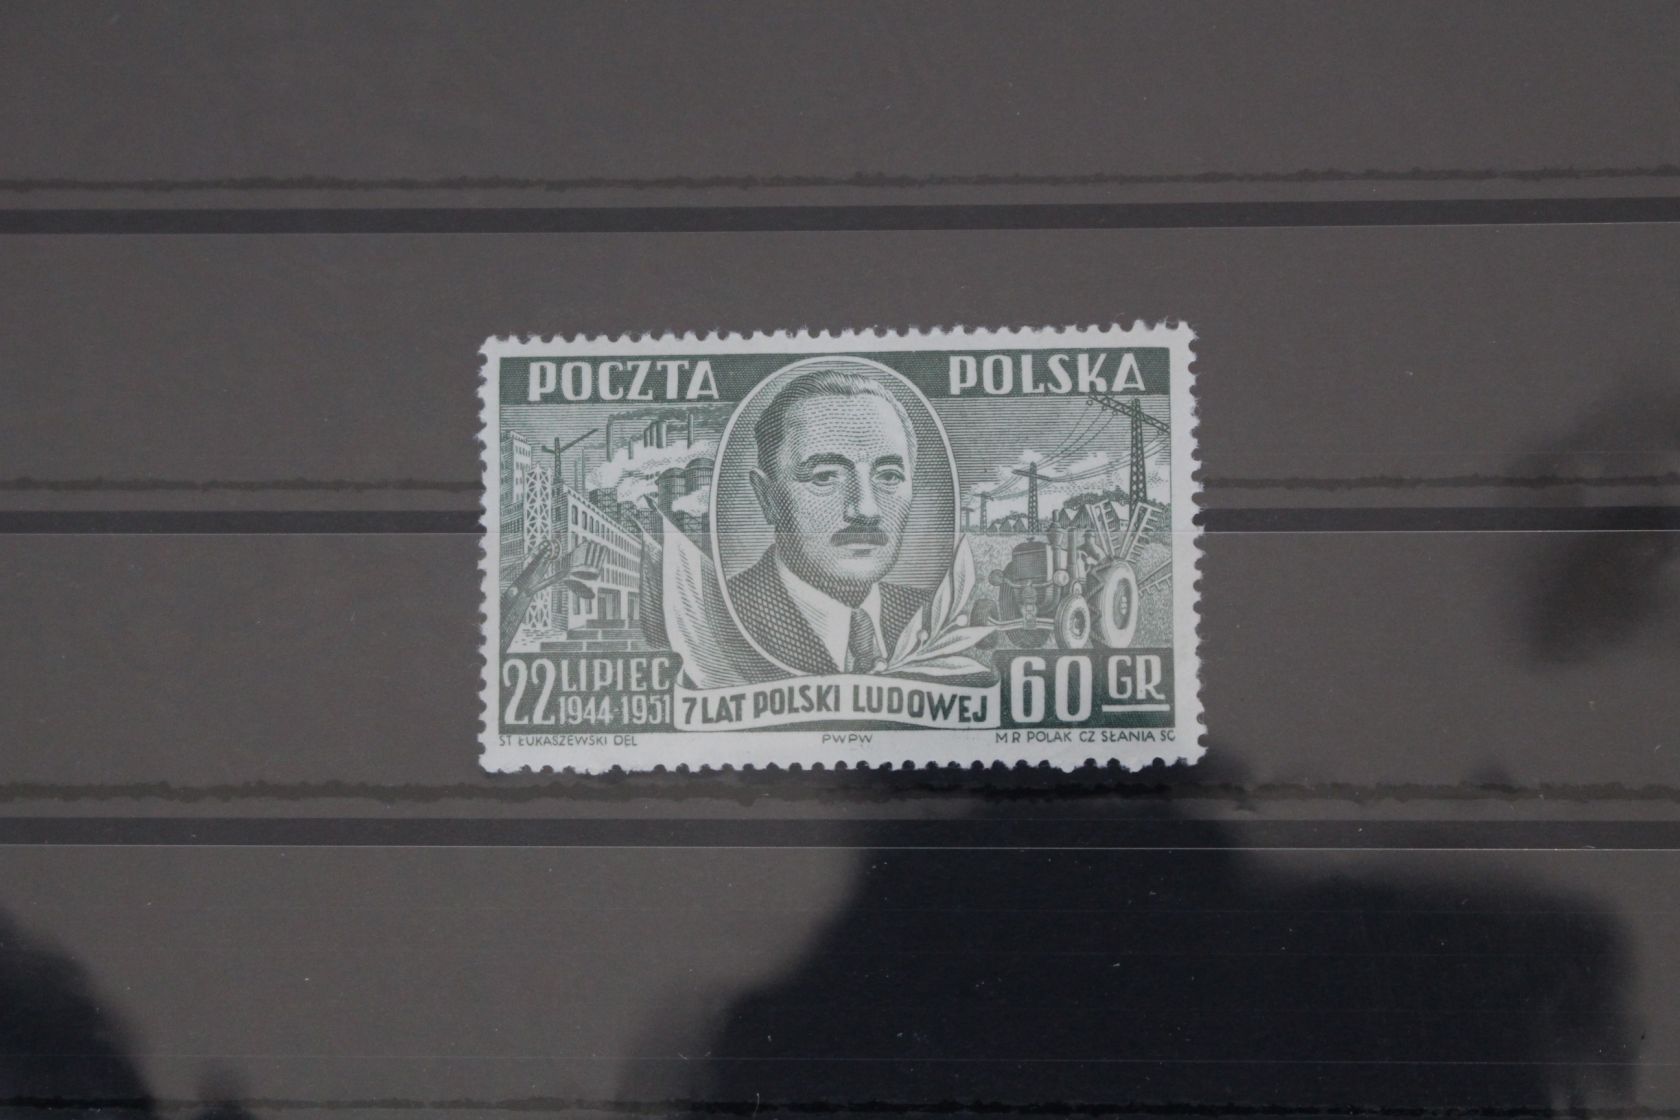 POCZTA POLSKA
22 LIPIEC 1944-1951
7 LAT POLSKI LUDOWEJ
60 GR
ST ŁUKASZEWSKI DEL PWPW M R POLAK CZ SŁANIA SC